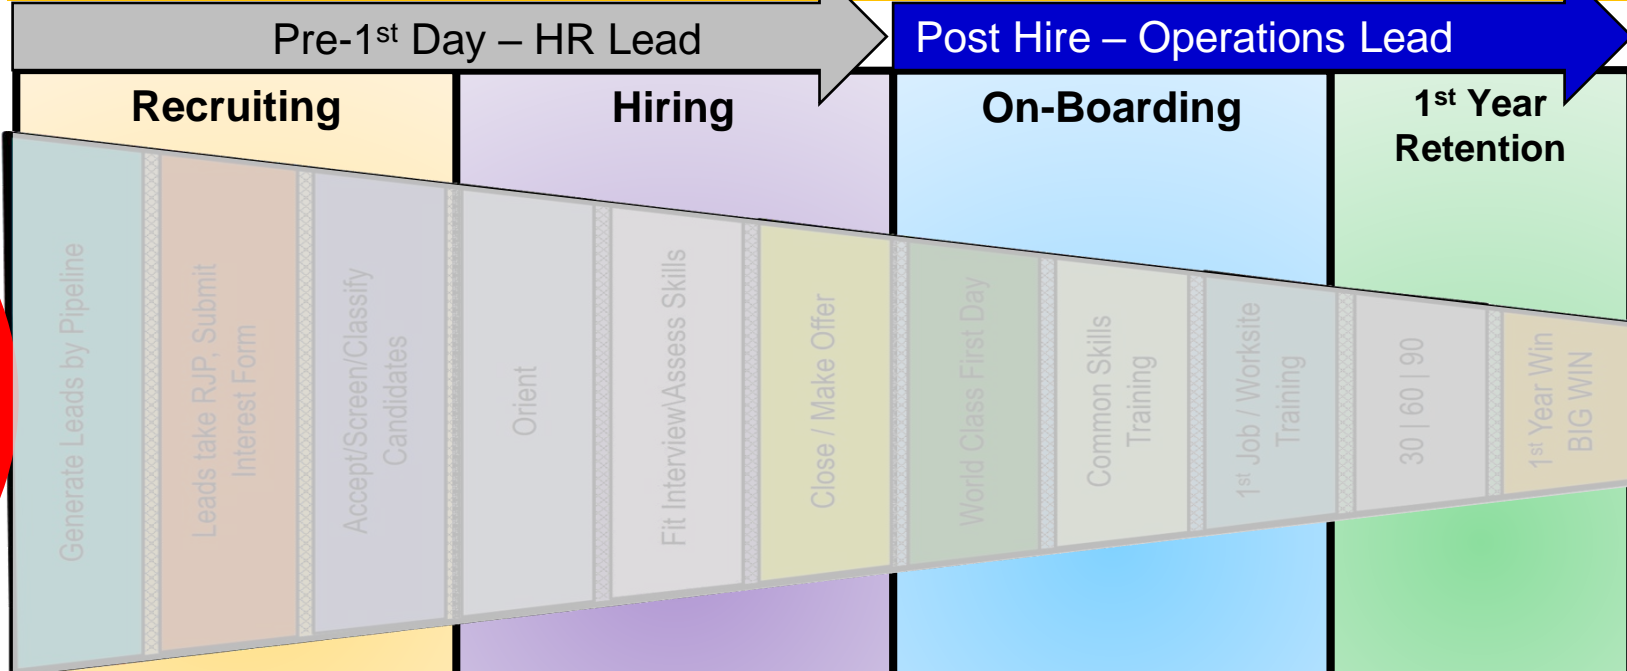 Pre-1st Day – HR Lead
Post Hire – Operations Lead
Recruiting
Hiring
On-Boarding
1st Year
Retention
Generate Leads by Pipeline
Leads take RJP, Submit
Interest Form
Accept/Screen/Classify
Candidates
Orient
Fit Interview\Assess Skills
Close / Make Offer
World Class First Day
Common Skills
Training
1st Job / Worksite
Training
30 | 60 | 90
1st Year Win
BIG WIN